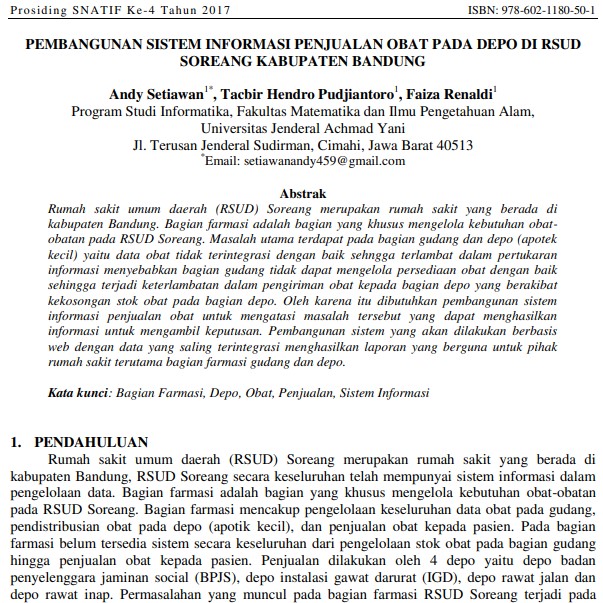 Prosiding SNATIF Ke-4 Tahun 2017 ISBN: 978-602-1180-50-1
PEMBANGUNAN SISTEM INFORMASI PENJUALAN OBAT PADA DEPO DI RSUD
SOREANG KABUPATEN BANDUNG
Andy Setiawan1*, Tacbir Hendro Pudjiantoro1, Faiza Renaldi1
Program Studi Informatika, Fakultas Matematika dan Ilmu Pengetahuan Alam,
Universitas Jenderal Achmad Yani
Jl. Terusan Jenderal Sudirman, Cimahi, Jawa Barat 40513
*Email: setiawanandy459@gmail.com
Abstrak
Rumah sakit umum daerah (RSUD) Soreang merupakan rumah sakit yang berada di
kabupaten Bandung. Bagian farmasi adalah bagian yang khusus mengelola kebutuhan obat-
obatan pada RSUD Soreang. Masalah utama terdapat pada bagian gudang dan depo (apotek
kecil) yaitu data obat tidak terintegrasi dengan baik sehngga terlambat dalam pertukaran
informasi menyebabkan bagian gudang tidak dapat mengelola persediaan obat dengan baik
sehingga terjadi keterlambatan dalam pengiriman obat kepada bagian depo yang berakibat
kekosongan stok obat pada bagian depo. Oleh karena itu dibutuhkan pembangunan sistem
informasi penjualan obat untuk mengatasi masalah tersebut yang dapat menghasilkan
informasi untuk mengambil keputusan. Pembangunan sistem yang akan dilakukan berbasis
web dengan data yang saling terintegrasi menghasilkan laporan yang berguna untuk pihak
rumah sakit terutama bagian farmasi gudang dan depo.
Kata kunci: Bagian Farmasi, Depo, Obat, Penjualan, Sistem Informasi
1. PENDAHULUAN
Rumah sakit umum daerah (RSUD) Soreang merupakan rumah sakit yang berada di
kabupaten Bandung, RSUD Soreang secara keseluruhan telah mempunyai sistem informasi dalam
pengelolaan data. Bagian farmasi adalah bagian yang khusus mengelola kebutuhan obat-obatan
pada RSUD Soreang. Bagian farmasi mencakup pengelolaan keseluruhan data obat pada gudang,
pendistribusian obat pada depo (apotik kecil), dan penjualan obat kepada pasien. Pada bagian
farmasi belum tersedia sistem secara keseluruhan dari pengelolaan stok obat pada bagian gudang
hingga penjualan obat kepada pasien. Penjualan dilakukan oleh 4 depo yaitu depo badan
penyelenggara jaminan social (BPJS), depo instalasi gawat darurat (IGD), depo rawat jalan dan
depo rawat inap. Permasalahan yang muncul pada bagian farmasi RSUD Soreang terjadi pada